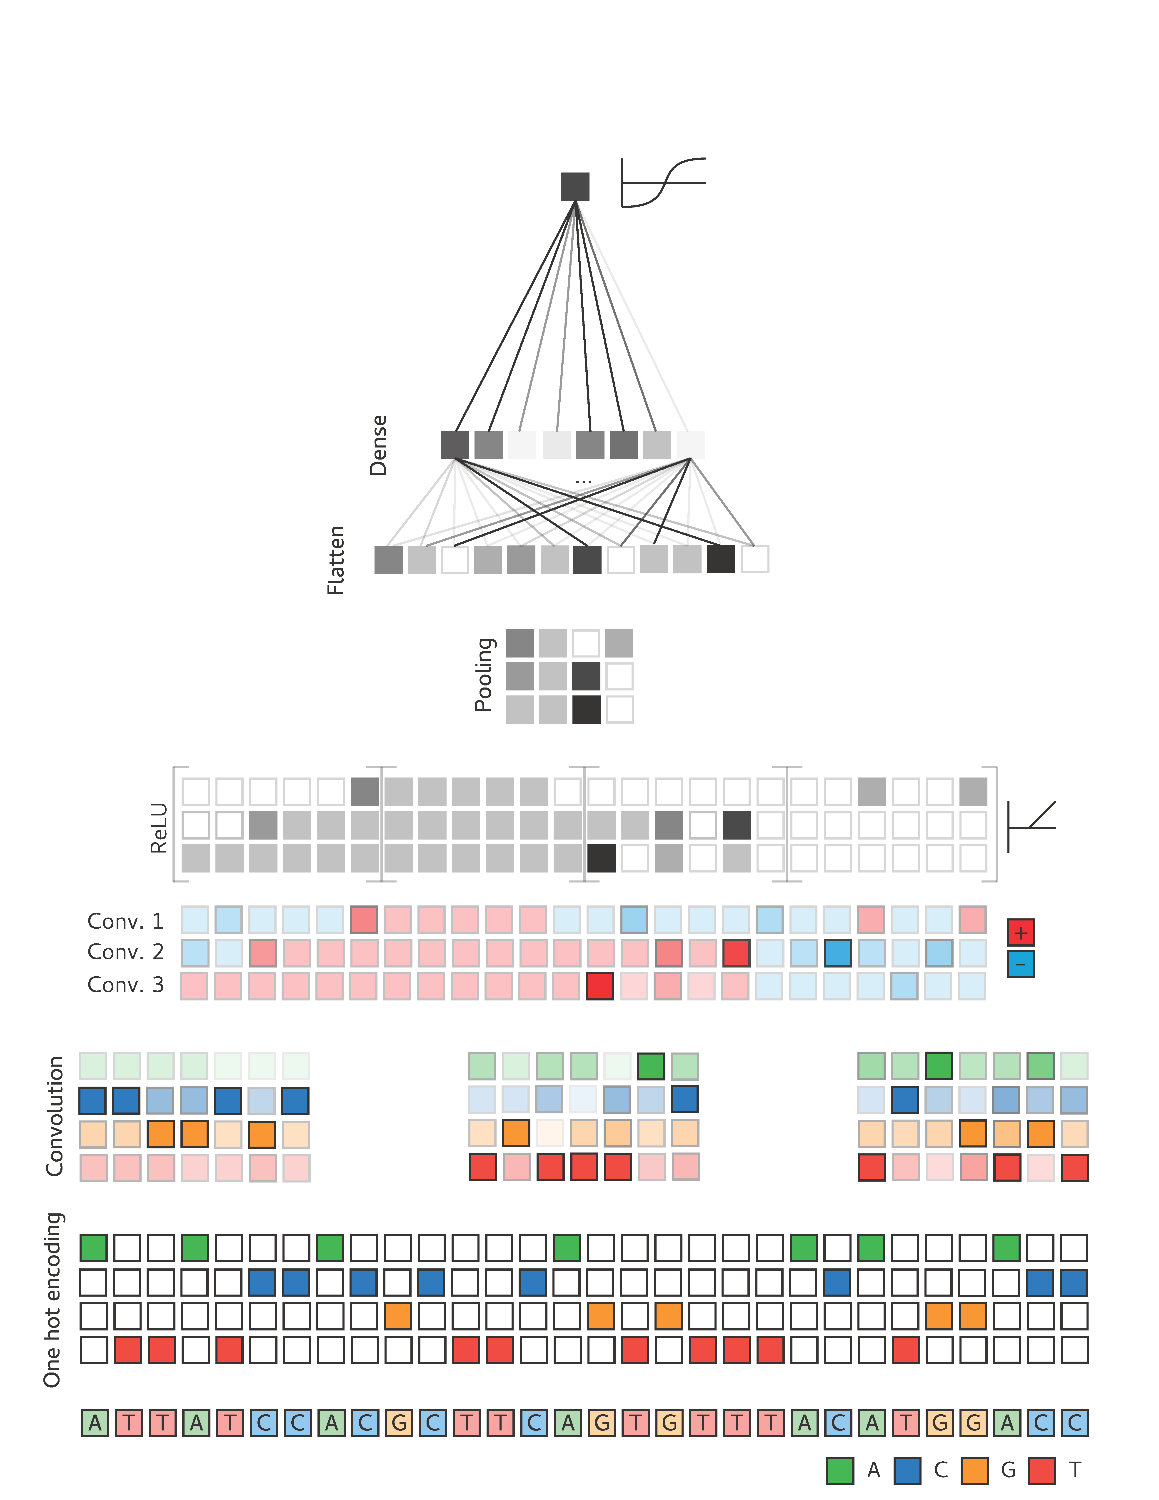 Dense
...
Flatten
Pooling
ReLU
Conv. 1
Conv. 2
Conv. 3
+
-
Convolution
One hot encoding
A T T A T C C A C G C T T C A G T G T T T A C A T G G A C C
A C G T